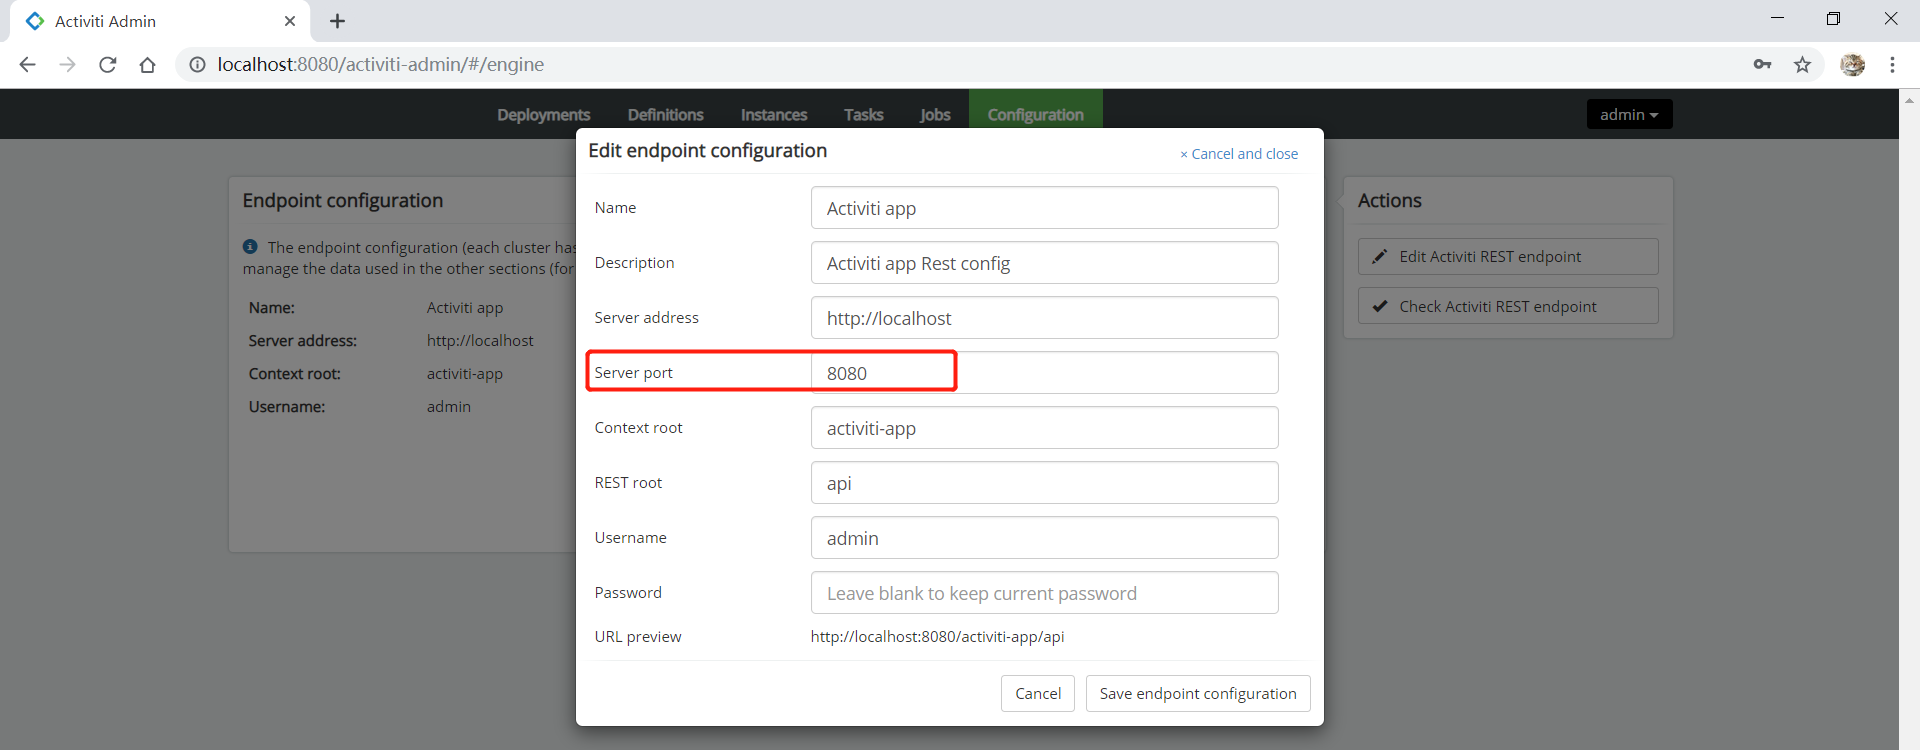 Activiti Admin
localhost:8080/activiti-admin/#/engine
Deployments Definitions Instances Tasks Jobs Configuration admin
Edit endpoint configuration
× Cancel and close
Endpoint configuration
The endpoint configuration (each cluster has
manage the data used in the other sections (for
Name: Activiti app
Server address: http://localhost
Context root: activiti-app
Username: admin
Name Activiti app
Description Activiti app Rest config
Server address http://localhost
Server port 8080
Context root activiti-app
REST root api
Username admin
Password Leave blank to keep current password
URL preview http://localhost:8080/activiti-app/api
Cancel Save endpoint configuration
Actions
Edit Activiti REST endpoint
Check Activiti REST endpoint